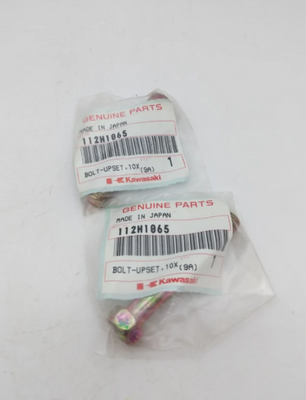 GENUINE PARTS
MADE IN JAPAN
112H1065
1
BOLT-UPSET,10X(9A)
Kawasaki
GENUINE PARTS
MADE IN JAPAN
112H1065
BOLT-UPSET,10X(9A)
Kawasaki